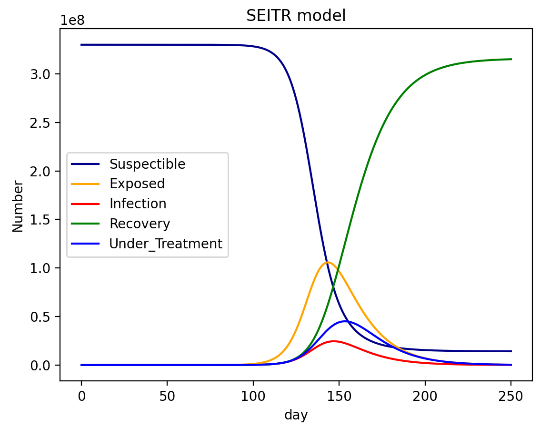 SEITR model
1e8
3.0
2.5
2.0
1.5
1.0
0.5
0.0
Number
Suspectible
Exposed
Infection
Recovery
Under_Treatment
0 50 100 150 200 250
day